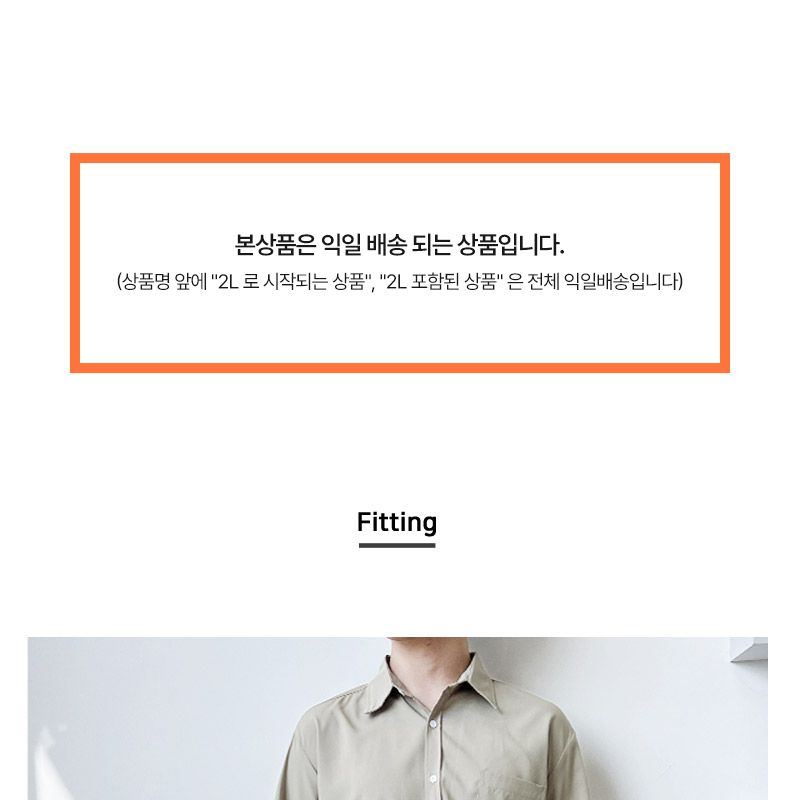 본상품은 익일 배송 되는 상품입니다.
(상품명 앞에 "2L 로 시작되는 상품", "2L 포함된 상품" 은 전체 익일배송입니다)
Fitting